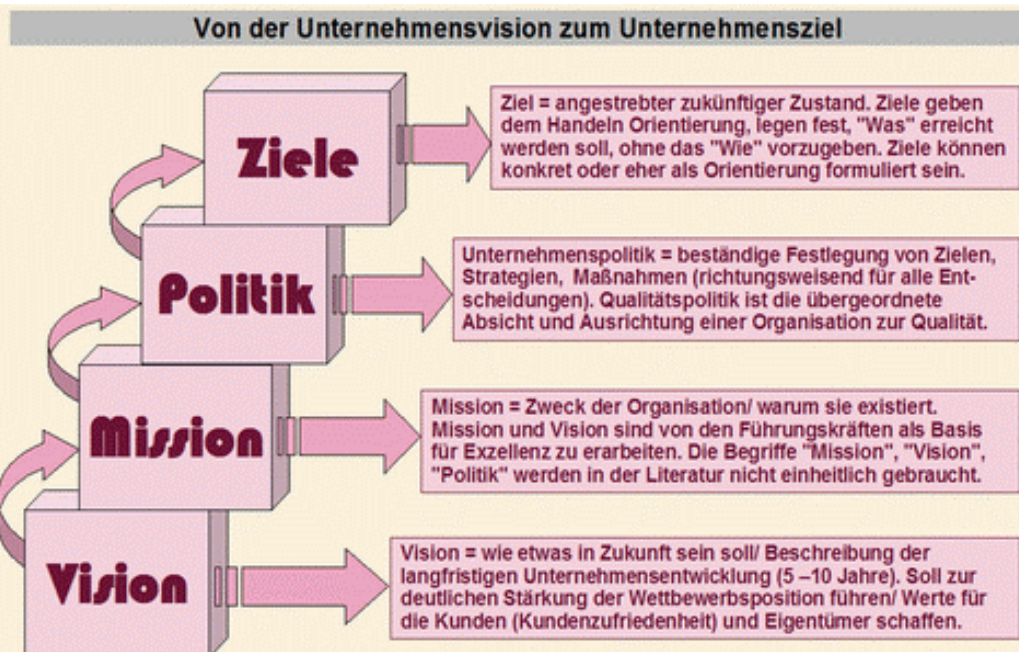 Von der Unternehmensvision zum Unternehmensziel
Ziele
Ziel = angestrebter zukünftiger Zustand. Ziele geben
dem Handeln Orientierung, legen fest, "Was" erreicht
werden soll, ohne das "Wie" vorzugeben. Ziele können
konkret oder eher als Orientierung formuliert sein.
Politik
Unternehmenspolitik = beständige Festlegung von Zielen,
Strategien, Maßnahmen (richtungsweisend für alle Ent-
scheidungen). Qualitätspolitik ist die übergeordnete
Absicht und Ausrichtung einer Organisation zur Qualität.
Mission
Mission = Zweck der Organisation/ warum sie existiert.
Mission und Vision sind von den Führungskräften als Basis
für Exzellenz zu erarbeiten. Die Begriffe "Mission", "Vision",
"Politik" werden in der Literatur nicht einheitlich gebraucht.
Vision
Vision = wie etwas in Zukunft sein soll/ Beschreibung der
langfristigen Unternehmensentwicklung (5 –10 Jahre). Soll zur
deutlichen Stärkung der Wettbewerbsposition führen/ Werte für
die Kunden (Kundenzufriedenheit) und Eigentümer schaffen.